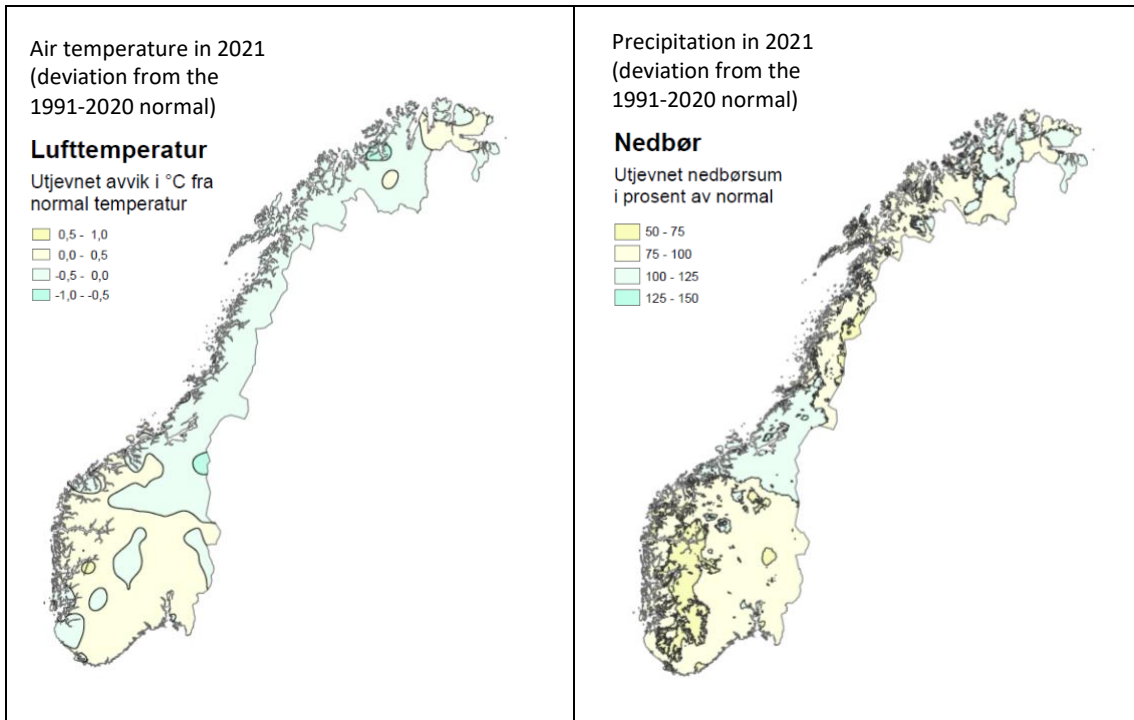 Air temperature in 2021
(deviation from the
1991-2020 normal)
Lufttemperatur
Utjevnet avvik i °C fra
normal temperatur
0,5 - 1,0
0,0 - 0,5
-0,5 - 0,0
-1,0 - -0,5
Precipitation in 2021
(deviation from the
1991-2020 normal)
Nedbør
Utjevnet nedbørsum
i prosent av normal
50 - 75
75 - 100
100 - 125
125 - 150